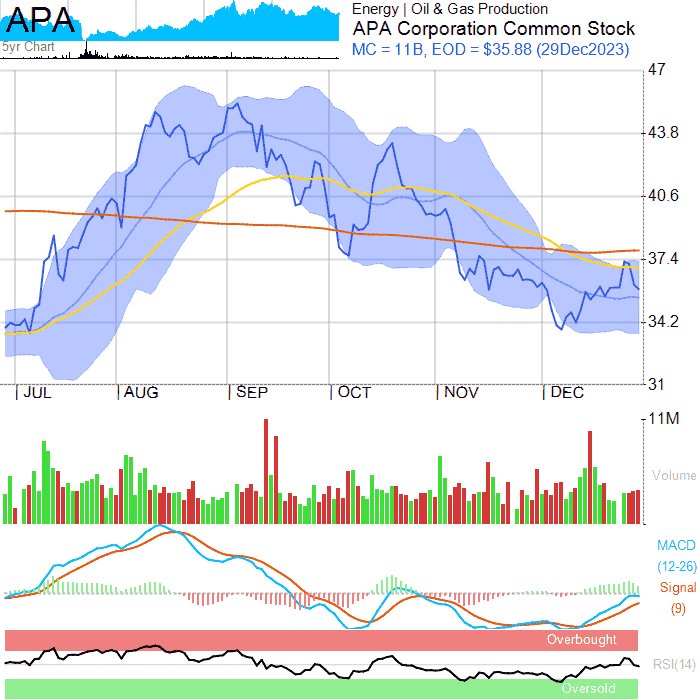 APA
5yr Chart
Energy | Oil & Gas Production
APA Corporation Common Stock
MC = 11B, EOD = $35.88 (29Dec2023)
47
43.8
40.6
37.4
34.2
31
| JUL | AUG | SEP | OCT | NOV | DEC
11M
Volume
MACD
(12-26)
Signal
(9)
Overbought
RSI(14)
Oversold